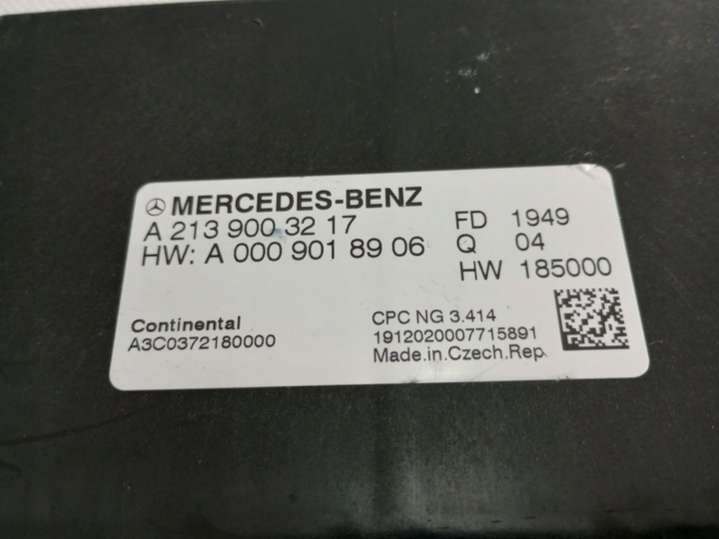 MERCEDES-BENZ
A 213 900 32 17
HW: A 000 901 89 06
FD 1949
Q 04
HW 185000
Continental
A3C0372180000
CPC NG 3.414
1912020007715891
Made.in.Czech.Rep.